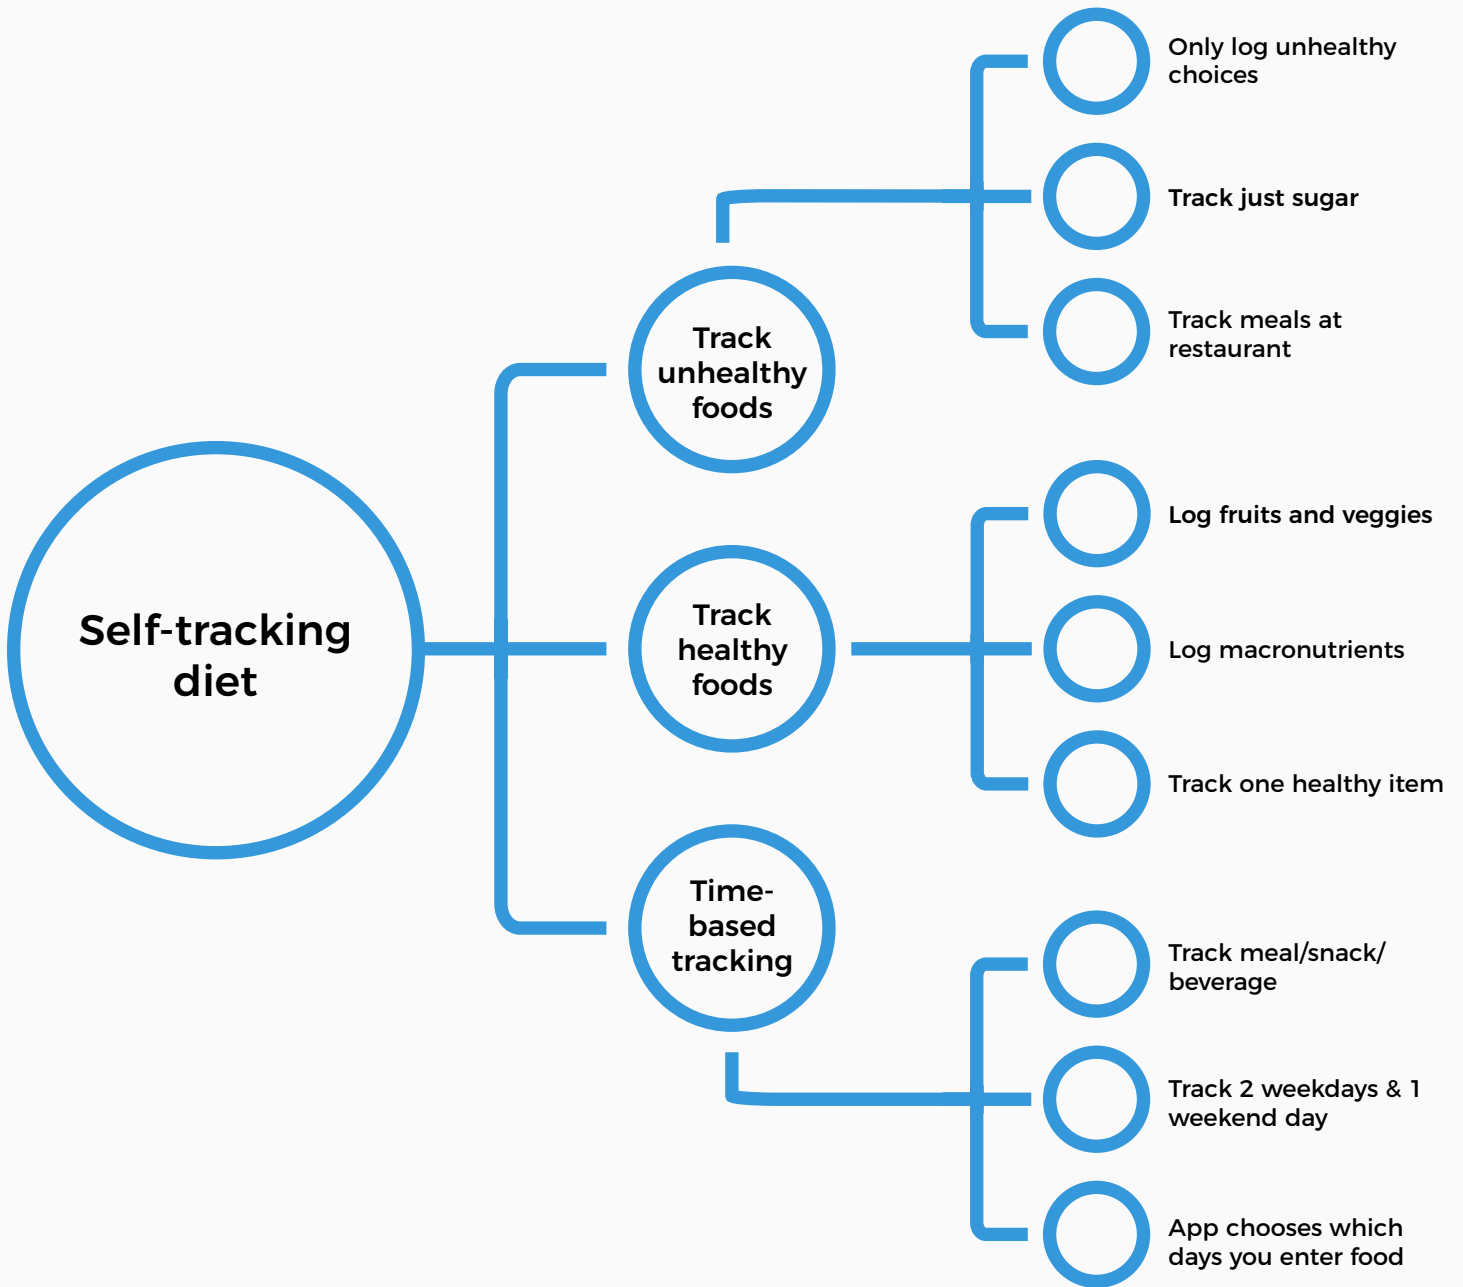 Self-tracking
diet
Track
unhealthy
foods
Only log unhealthy
choices
Track just sugar
Track meals at
restaurant
Track
healthy
foods
Log fruits and veggies
Log macronutrients
Track one healthy item
Time-
based
tracking
Track meal/snack/
beverage
Track 2 weekdays & 1
weekend day
App chooses which
days you enter food